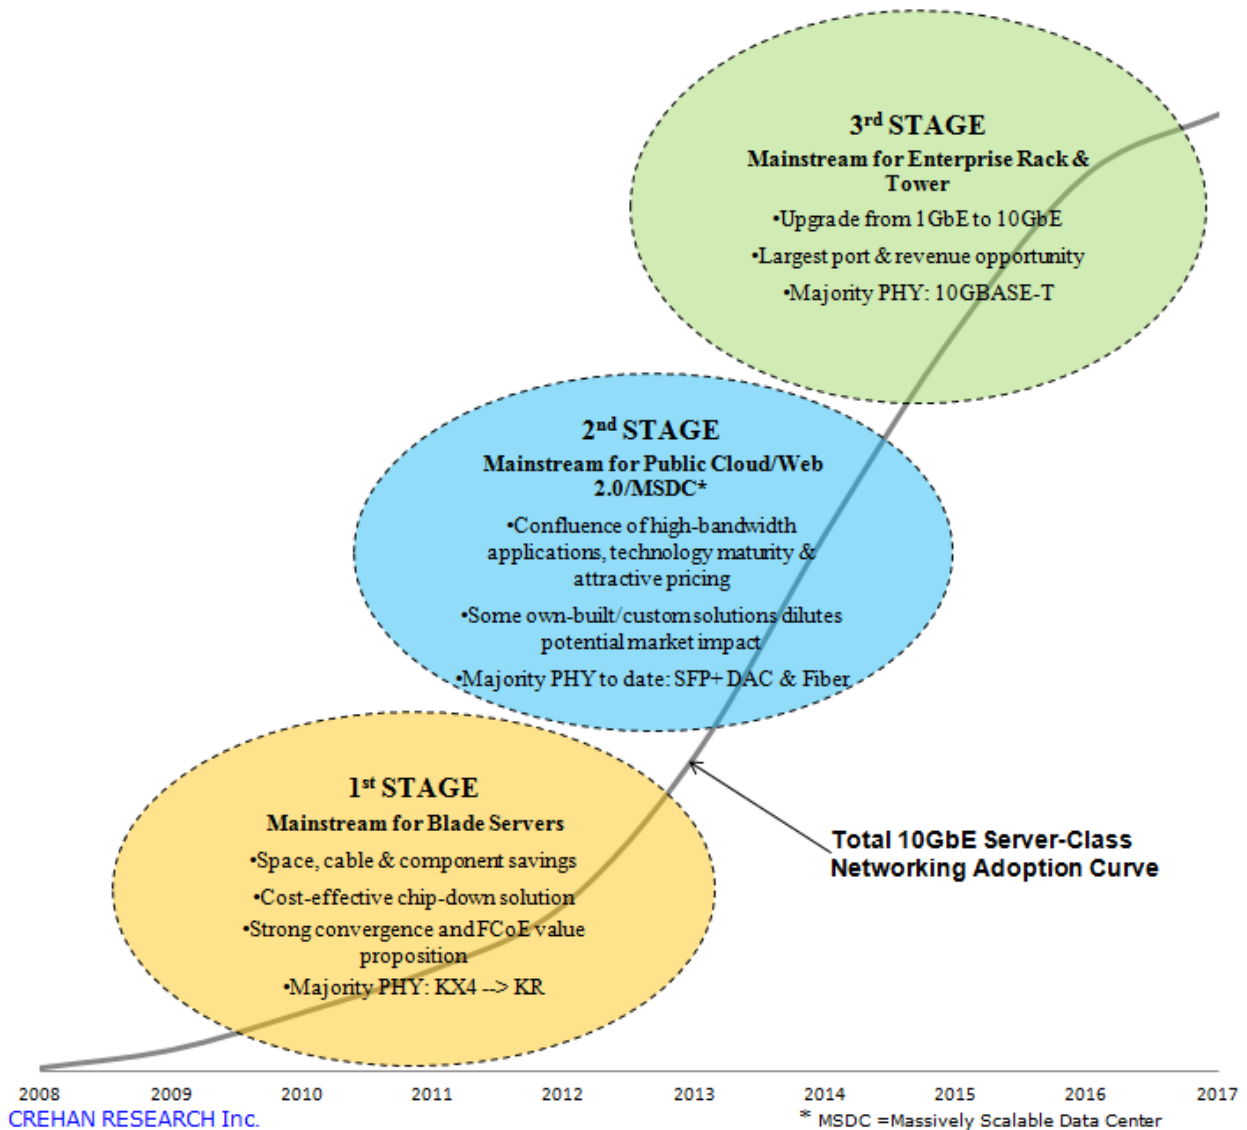 3rd STAGE
Mainstream for Enterprise Rack &
Tower
•Upgrade from 1GbE to 10GbE
•Largest port & revenue opportunity
•Majority PHY: 10GBASE-T
2nd STAGE
Mainstream for Public Cloud/Web
2.0/MSDC*
•Confluence of high-bandwidth
applications, technology maturity &
attractive pricing
•Some own-built/custom solutions dilutes
potential market impact
•Majority PHY to date: SFP+ DAC & Fiber
1st STAGE
Mainstream for Blade Servers
•Space, cable & component savings
•Cost-effective chip-down solution
•Strong convergence and FCoE value
proposition
•Majority PHY: KX4 --> KR
Total 10GbE Server-Class
Networking Adoption Curve
2008 2009 2010 2011 2012 2013 2014 2015 2016 2017
CREHAN RESEARCH Inc.
* MSDC =Massively Scalable Data Center